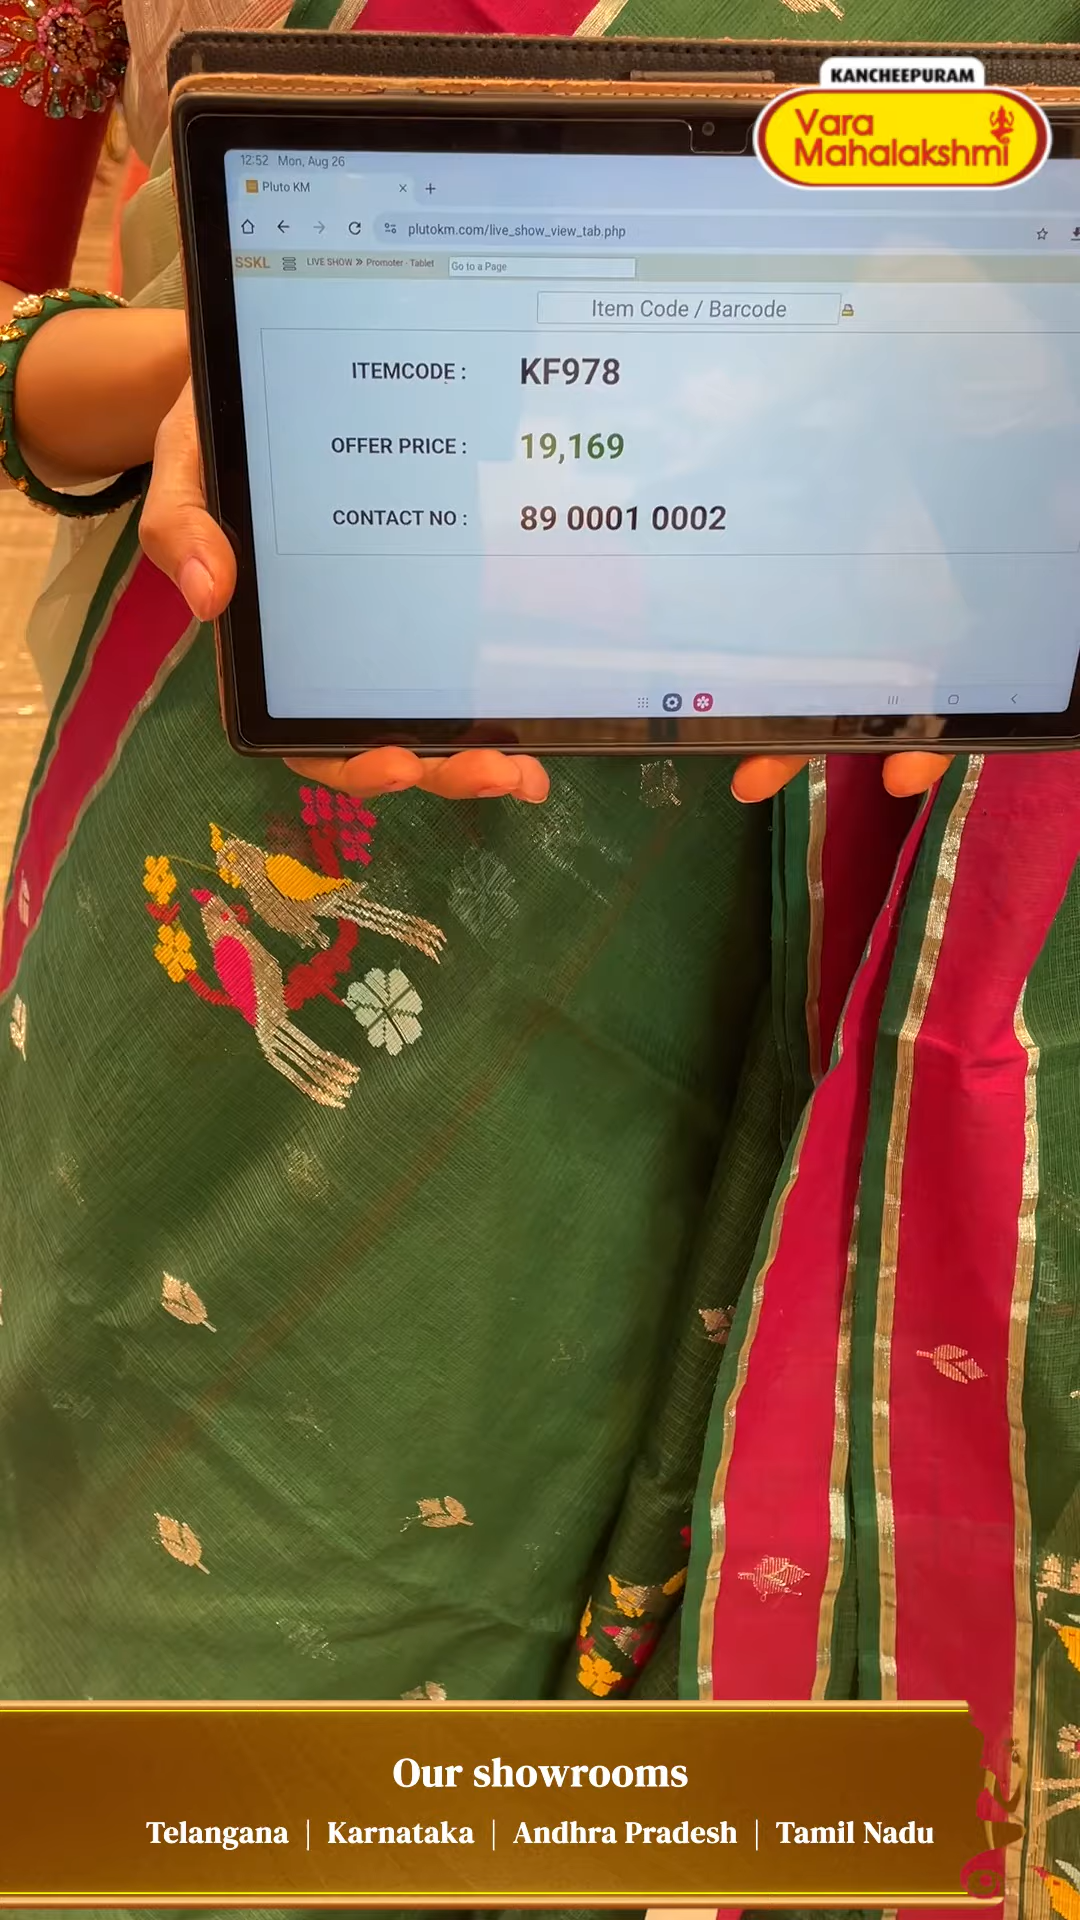 KANCHEEPURAM
Vara
Mahalakshmi
12:52 Mon, Aug 26
Pluto KM
plutokm.com/live_show_view_tab.php
SSKL LIVE SHOW » Promoter - Tablet Go to a Page
Item Code / Barcode
ITEMCODE : KF978
OFFER PRICE : 19,169
CONTACT NO : 89 0001 0002
Our showrooms
Telangana | Karnataka | Andhra Pradesh | Tamil Nadu